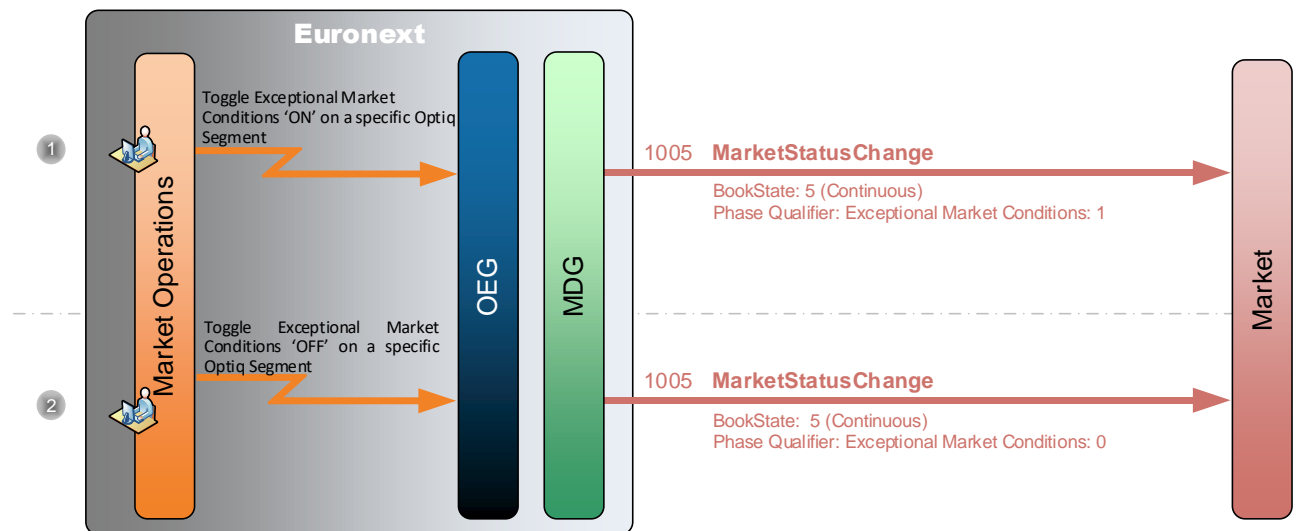 Euronext
Toggle Exceptional Market
Conditions ‘ON’ on a specific Optiq
Segment
1
1005 MarketStatusChange
BookState: 5 (Continuous)
Phase Qualifier: Exceptional Market Conditions: 1
Market Operations
OEG
MDG
Market
Toggle Exceptional Market
Conditions ‘OFF’ on a specific
Optiq Segment
2
1005 MarketStatusChange
BookState: 5 (Continuous)
Phase Qualifier: Exceptional Market Conditions: 0